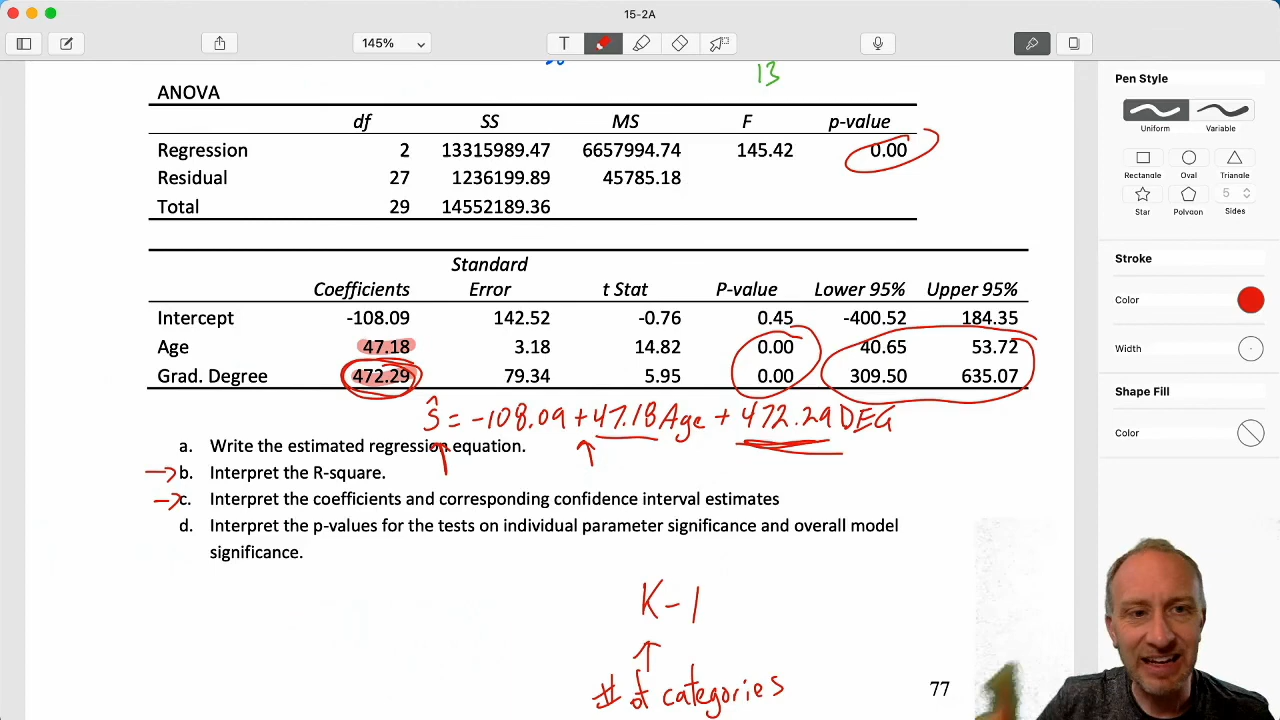 15-2A
145%
T
Pen Style
Uniform Variable
Rectangle Oval Triangle
5
Star Polygon Sides
Stroke
Color
Width
Shape Fill
Color
13
ANOVA
df SS MS F p-value
Regression 2 13315989.47 6657994.74 145.42 0.00
Residual 27 1236199.89 45785.18
Total 29 14552189.36
Standard
Coefficients Error t Stat P-value Lower 95% Upper 95%
Intercept -108.09 142.52 -0.76 0.45 -400.52 184.35
Age 47.18 3.18 14.82 0.00 40.65 53.72
Grad. Degree 472.29 79.34 5.95 0.00 309.50 635.07
Ŝ = -108.09 + 47.18 Age + 472.29 DEG
a. Write the estimated regression equation.
b. Interpret the R-square.
c. Interpret the coefficients and corresponding confidence interval estimates
d. Interpret the p-values for the tests on individual parameter significance and overall model
significance.
K-1
# of categories
77